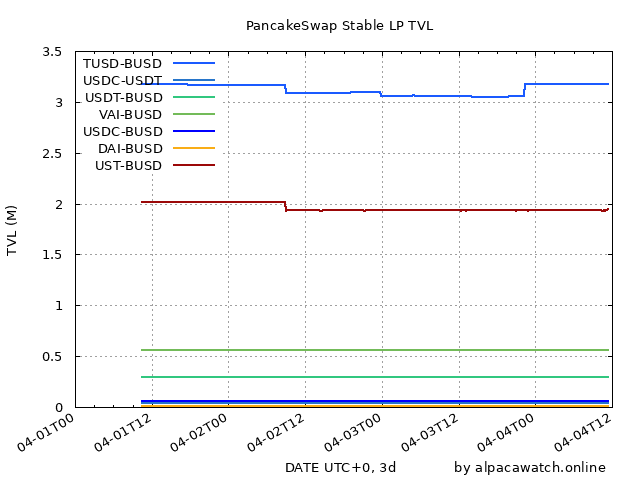 PancakeSwap Stable LP TVL
3.5
3
2.5
2
1.5
1
0.5
0
TVL (M)
TUSD-BUSD
USDC-USDT
USDT-BUSD
VAI-BUSD
USDC-BUSD
DAI-BUSD
UST-BUSD
04-01T00
04-01T12
04-02T00
04-02T12
04-03T00
04-03T12
04-04T00
04-04T12
DATE UTC+0, 3d
by alpacawatch.online